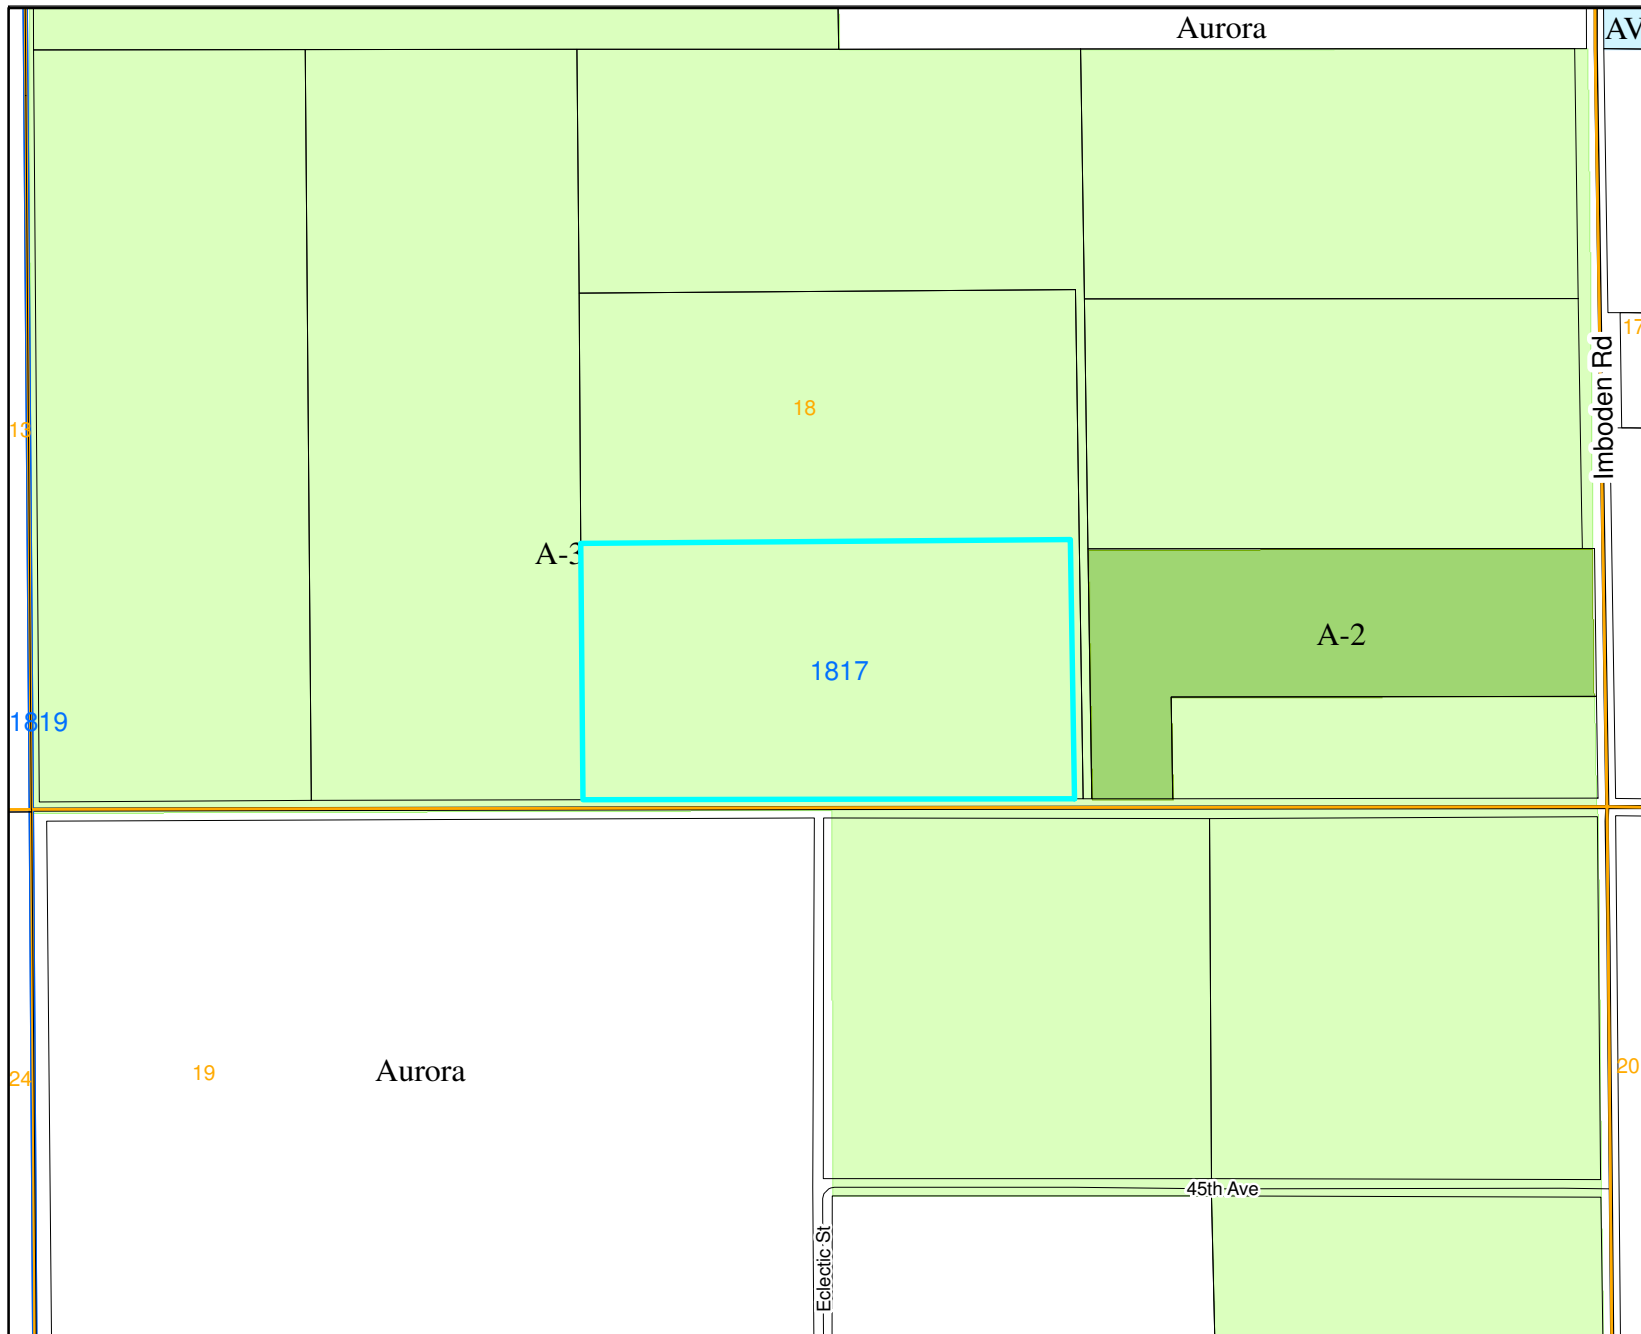 Aurora
AV
17
Imboden Rd
18
13
A-3
A-2
1817
1819
19
Aurora
24
20
45th Ave
Eclectic St